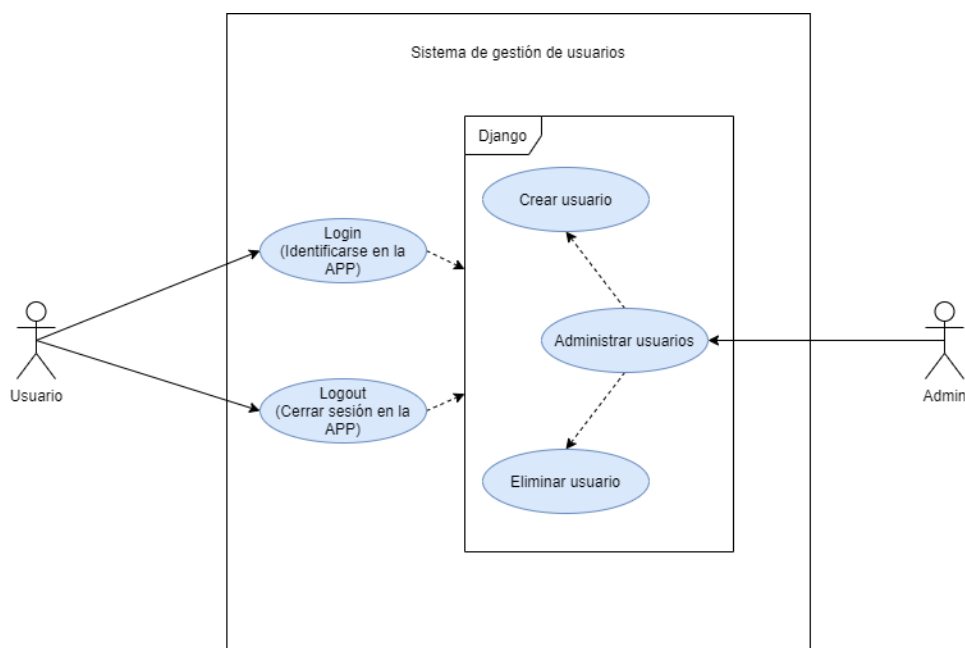 Sistema de gestión de usuarios
Django
Crear usuario
Login
(Identificarse en la
APP)
Administrar usuarios
Usuario
Logout
(Cerrar sesión en la
APP)
Admin
Eliminar usuario